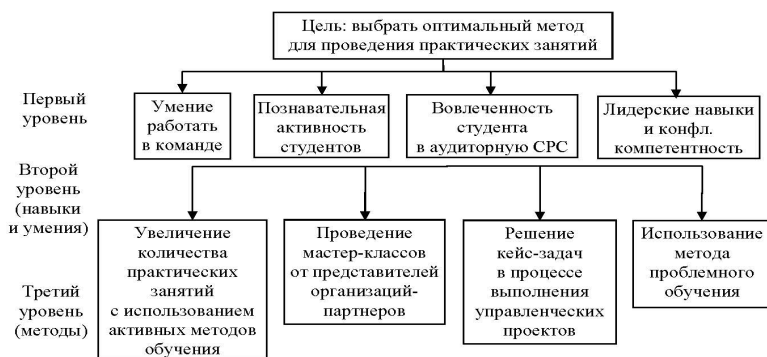 Цель: выбрать оптимальный метод
для проведения практических занятий
Первый
уровень
Умение
работать
в команде
Познавательная
активность
студентов
Вовлеченность
студента
в аудиторную СРС
Лидерские навыки
и конфл.
компетентность
Второй
уровень
(навыки
и умения)
Третий
уровень
(методы)
Увеличение
количества
практических
занятий
с использованием
активных методов
обучения
Проведение
мастер-классов
от представителей
организаций-
партнеров
Решение
кейс-задач
в процессе
выполнения
управленческих
проектов
Использование
метода
проблемного
обучения